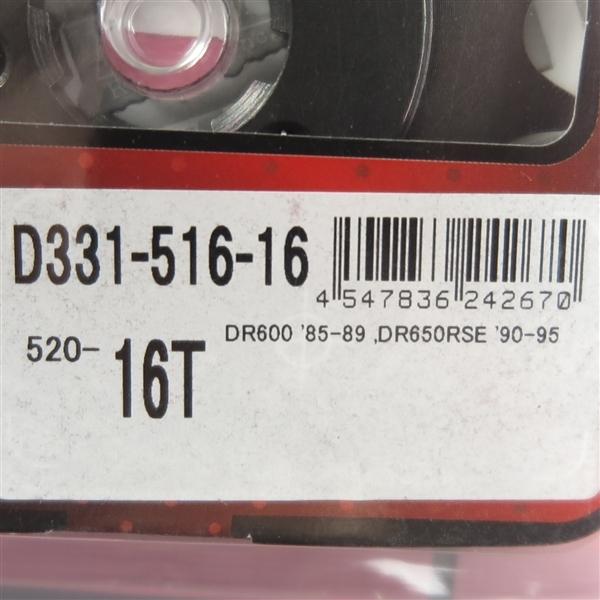 D331-516-16
4 547836 242670
DR600 '85-89 ,DR650RSE '90-95
520- 16T